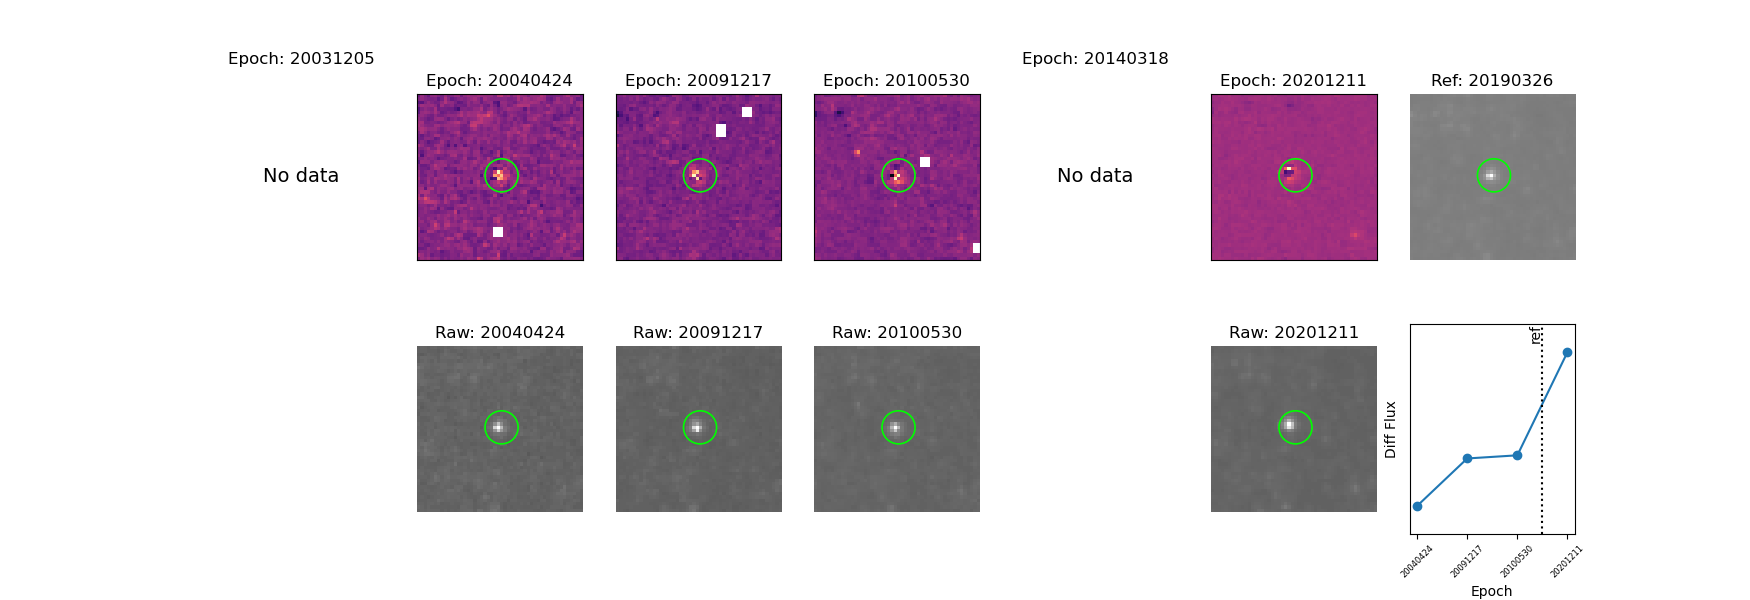 Epoch: 20031205
No data
Epoch: 20040424
Epoch: 20091217
Epoch: 20100530
Epoch: 20140318
No data
Epoch: 20201211
Ref: 20190326
Raw: 20040424
Raw: 20091217
Raw: 20100530
Raw: 20201211
ref
Diff Flux
20040424
20091217
20100530
20201211
Epoch